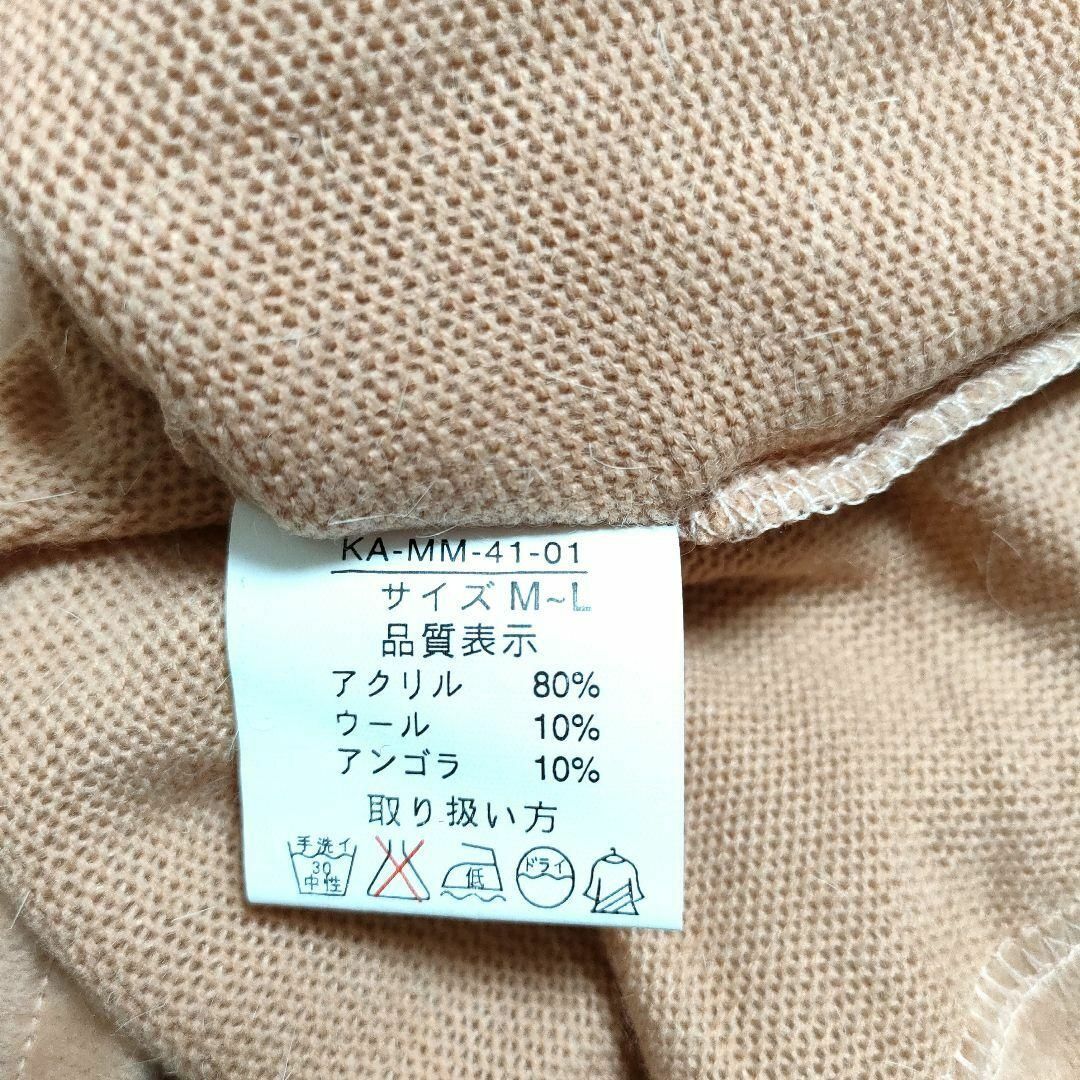 KA-MM-41-01
サイズ M~L
品質表示
アクリル 80%
ウール 10%
アンゴラ 10%
取り扱い方
手洗イ
30
中性
低
ドライ